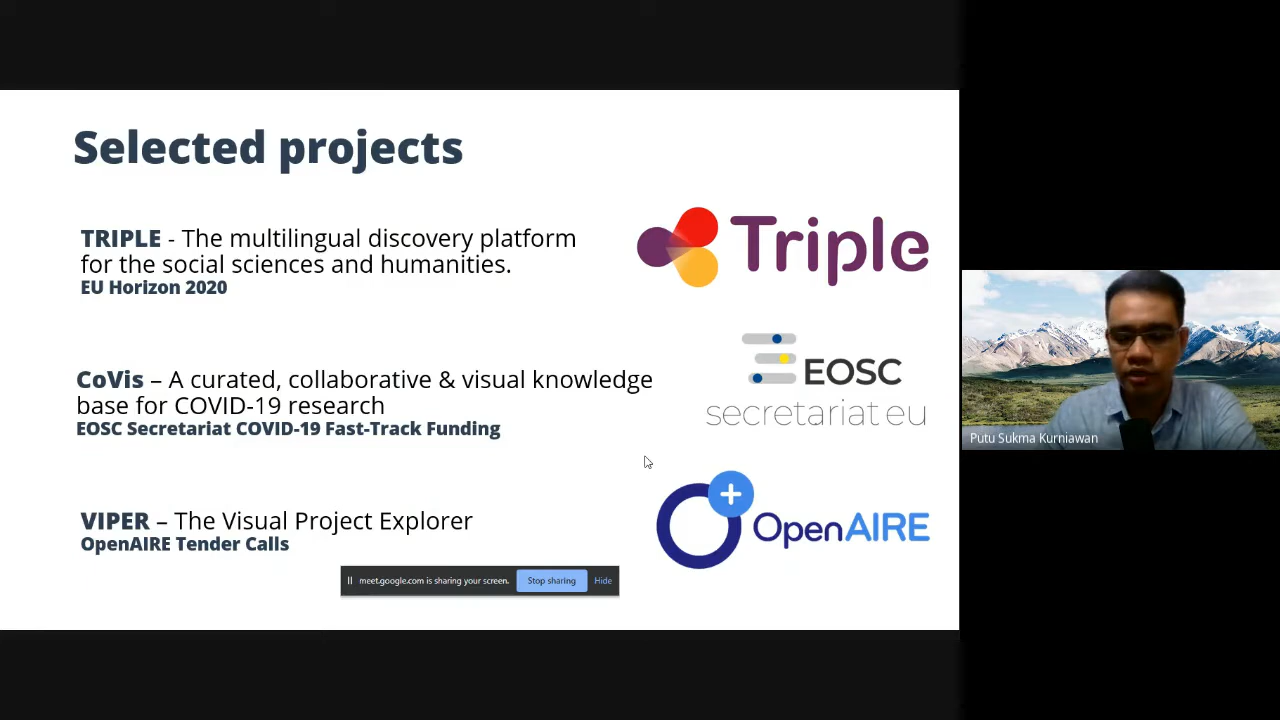 Selected projects
TRIPLE - The multilingual discovery platform
for the social sciences and humanities.
EU Horizon 2020
Triple
CoVis – A curated, collaborative & visual knowledge
base for COVID-19 research
EOSC Secretariat COVID-19 Fast-Track Funding
EOSC
secretariat eu
VIPER – The Visual Project Explorer
OpenAIRE Tender Calls
OpenAIRE
meet.google.com is sharing your screen.
Stop sharing
Hide
Putu Sukma Kurniawan